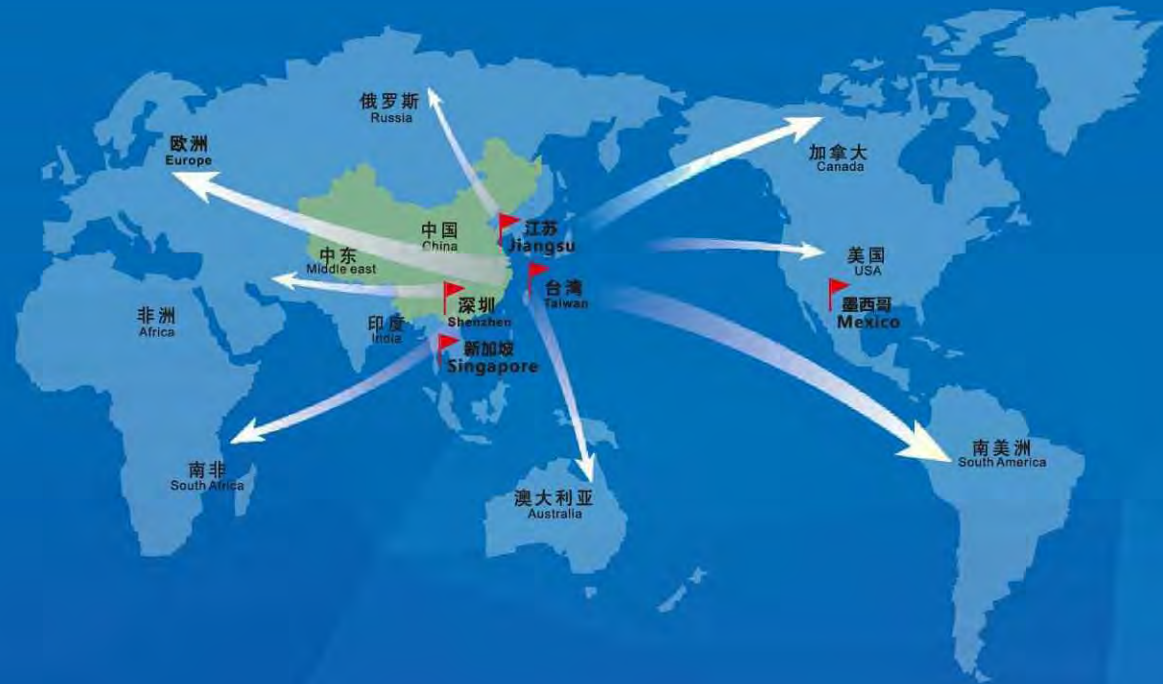 俄罗斯
Russia
欧洲
Europe
加拿大
Canada
中国
China
江苏
Jiangsu
中东
Middle east
美国
USA
台湾
Taiwan
深圳
Shenzhen
墨西哥
Mexico
非洲
Africa
印度
India
新加坡
Singapore
南美洲
South America
南非
South Africa
澳大利亚
Australia